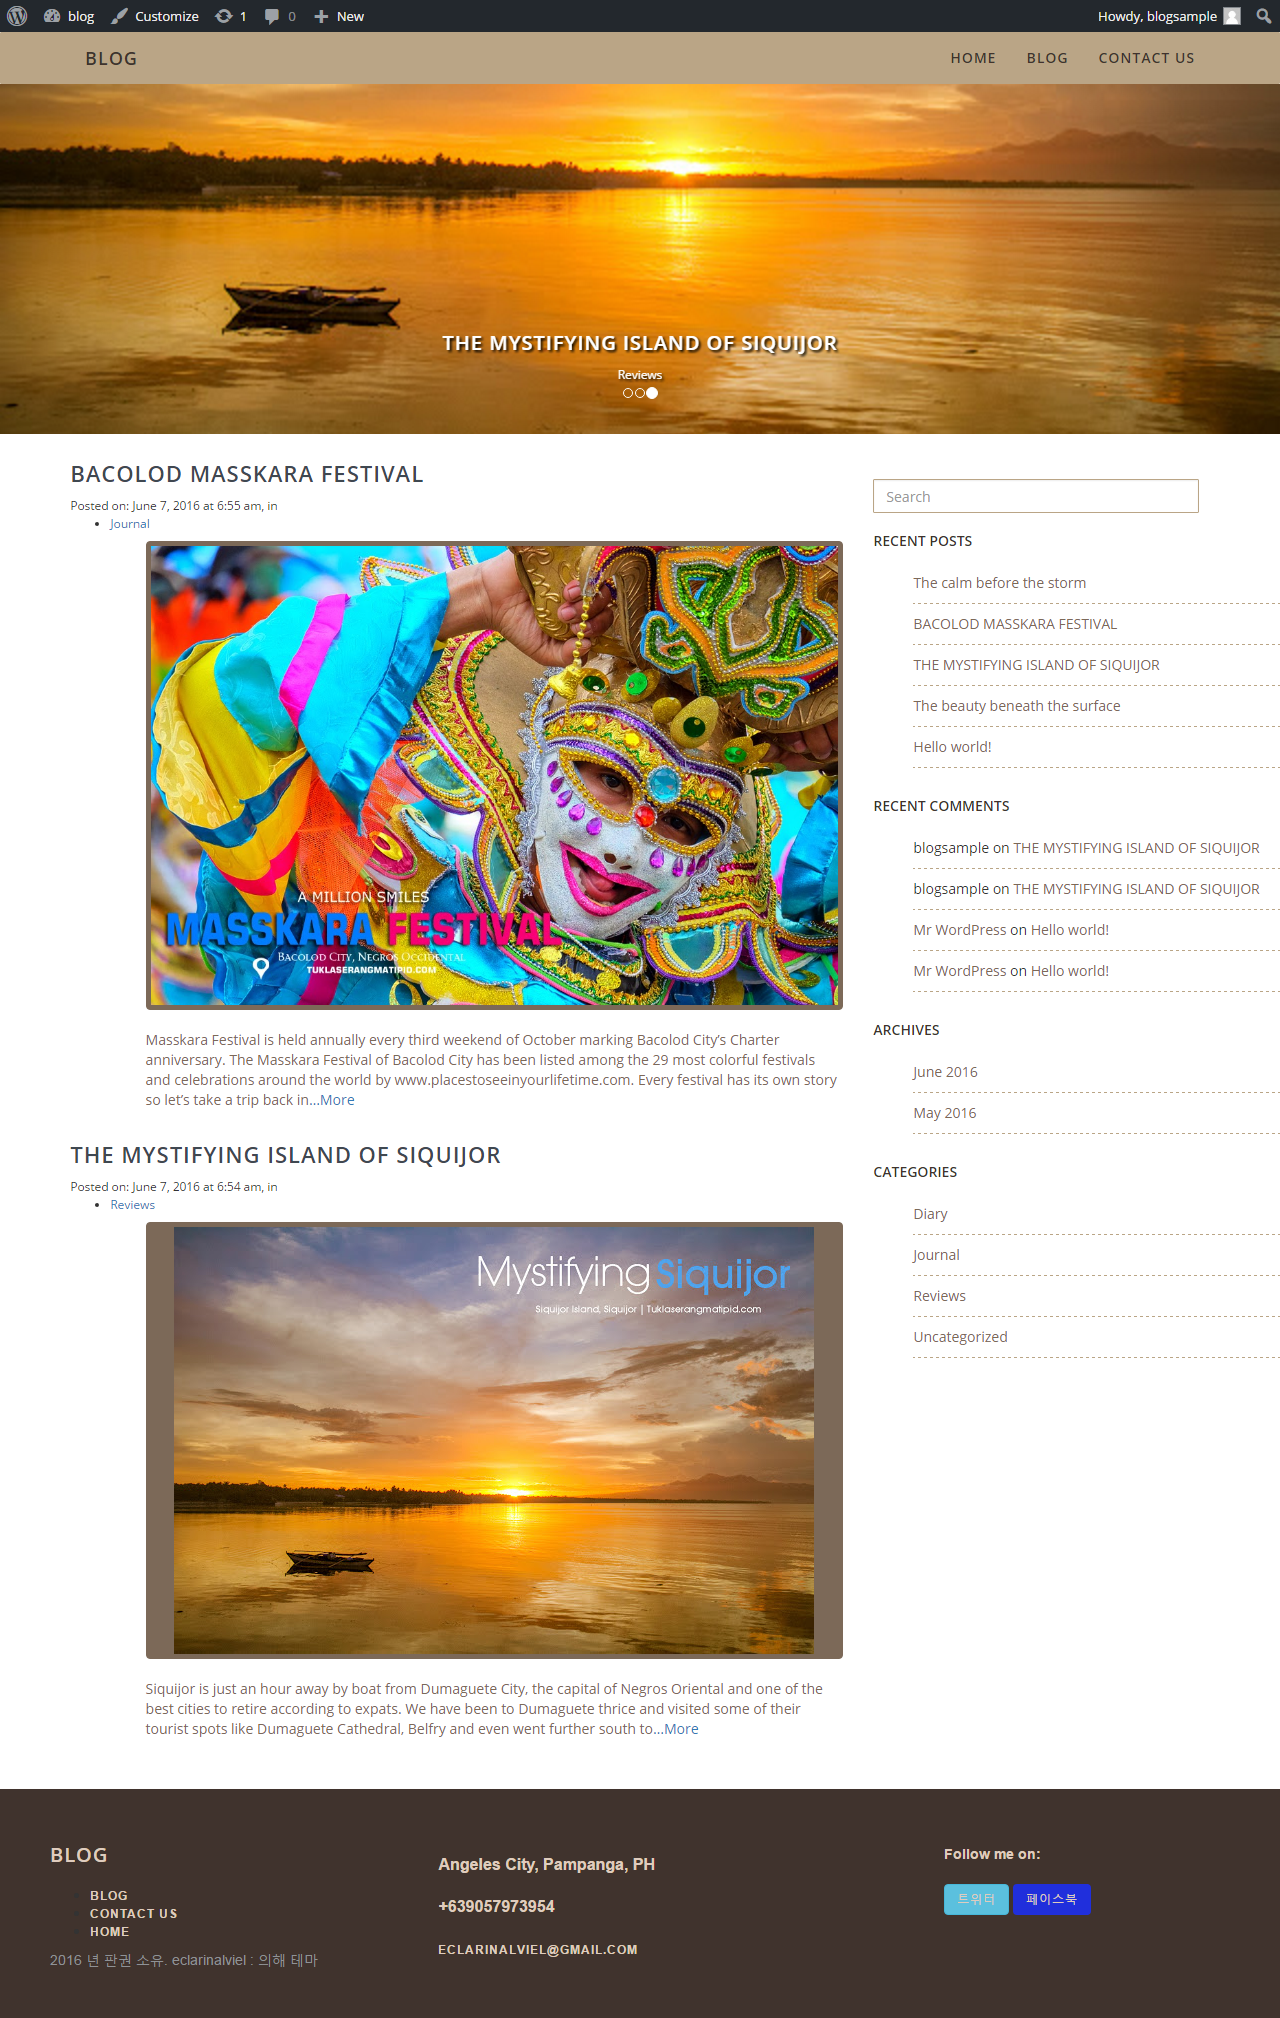 blog Customize 1 0 New Howdy, blogsample
BLOG HOME BLOG CONTACT US
THE MYSTIFYING ISLAND OF SIQUIJOR
Reviews
BACOLOD MASSKARA FESTIVAL
Posted on: June 7, 2016 at 6:55 am, in
Journal
A MILLION SMILES
MASSKARA FESTIVAL
BACOLOD CITY, NEGROS OCCIDENTAL
TUKLASERANGMATIPID.COM
Masskara Festival is held annually every third weekend of October marking Bacolod City’s Charter
anniversary. The Masskara Festival of Bacolod City has been listed among the 29 most colorful festivals
and celebrations around the world by www.placestoseeinyourlifetime.com. Every festival has its own story
so let’s take a trip back in...More
THE MYSTIFYING ISLAND OF SIQUIJOR
Posted on: June 7, 2016 at 6:54 am, in
Reviews
Mystifying Siquijor
Siquijor Island, Siquijor | Tuklaserangmatipid.com
Siquijor is just an hour away by boat from Dumaguete City, the capital of Negros Oriental and one of the
best cities to retire according to expats. We have been to Dumaguete thrice and visited some of their
tourist spots like Dumaguete Cathedral, Belfry and even went further south to...More
Search
RECENT POSTS
The calm before the storm
BACOLOD MASSKARA FESTIVAL
THE MYSTIFYING ISLAND OF SIQUIJOR
The beauty beneath the surface
Hello world!
RECENT COMMENTS
blogsample on THE MYSTIFYING ISLAND OF SIQUIJOR
blogsample on THE MYSTIFYING ISLAND OF SIQUIJOR
Mr WordPress on Hello world!
Mr WordPress on Hello world!
ARCHIVES
June 2016
May 2016
CATEGORIES
Diary
Journal
Reviews
Uncategorized
BLOG
BLOG
CONTACT US
HOME
2016 년 판권 소유. eclarinalviel : 의해 테마
Angeles City, Pampanga, PH
+639057973954
ECLARINALVIEL@GMAIL.COM
Follow me on:
트위터 페이스북